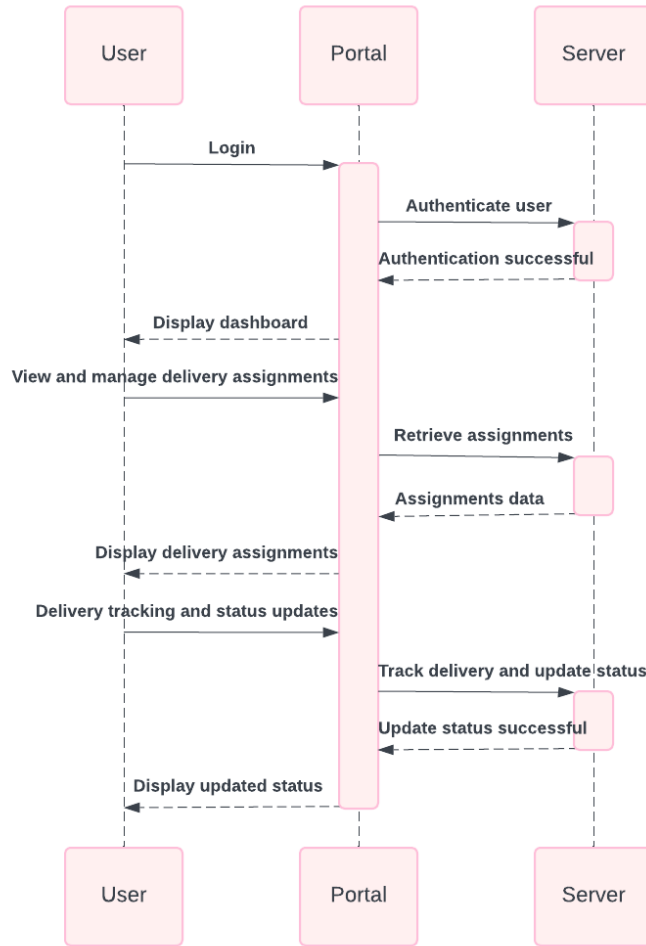 User
Portal
Server
Login
Authenticate user
Authentication successful
Display dashboard
View and manage delivery assignments
Retrieve assignments
Assignments data
Display delivery assignments
Delivery tracking and status updates
Track delivery and update status
Update status successful
Display updated status
User
Portal
Server